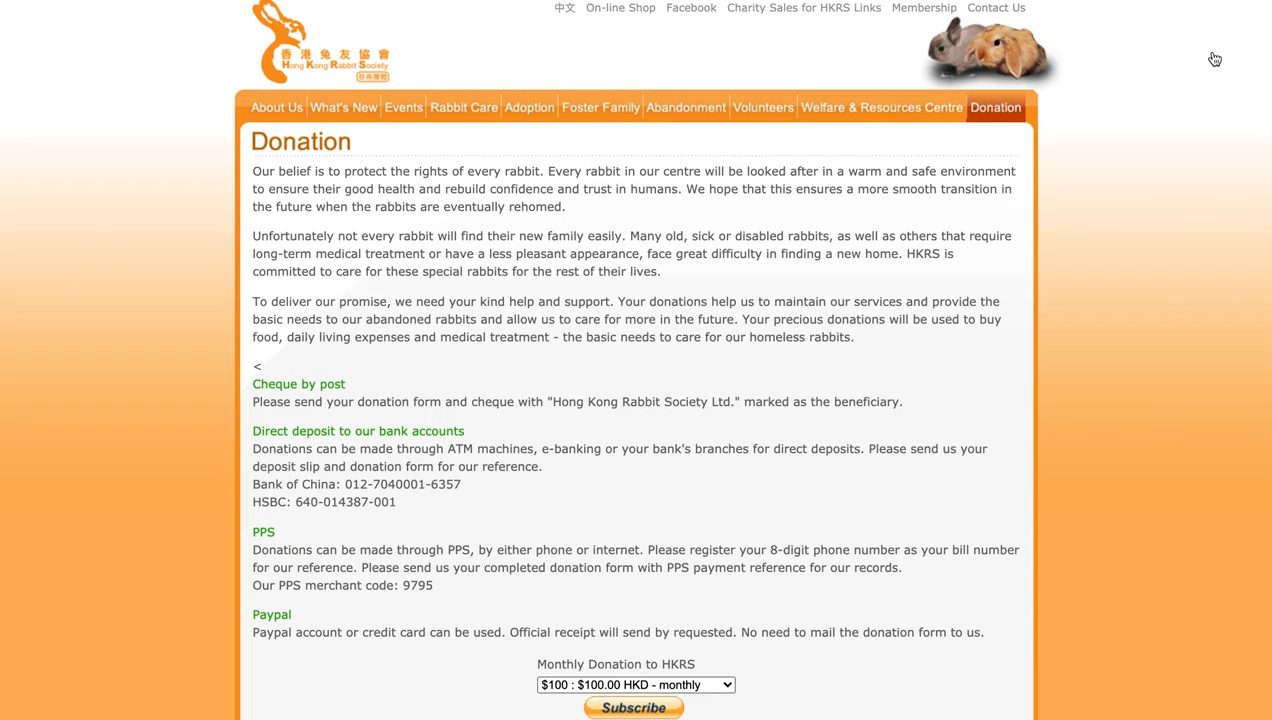 中文 On-line Shop Facebook Charity Sales for HKRS Links Membership Contact Us
香港兔友協會
Hong Kong Rabbit Society
慈善團體
About Us What's New Events Rabbit Care Adoption Foster Family Abandonment Volunteers Welfare & Resources Centre Donation
Donation
Our belief is to protect the rights of every rabbit. Every rabbit in our centre will be looked after in a warm and safe environment
to ensure their good health and rebuild confidence and trust in humans. We hope that this ensures a more smooth transition in
the future when the rabbits are eventually rehomed.
Unfortunately not every rabbit will find their new family easily. Many old, sick or disabled rabbits, as well as others that require
long-term medical treatment or have a less pleasant appearance, face great difficulty in finding a new home. HKRS is
committed to care for these special rabbits for the rest of their lives.
To deliver our promise, we need your kind help and support. Your donations help us to maintain our services and provide the
basic needs to our abandoned rabbits and allow us to care for more in the future. Your precious donations will be used to buy
food, daily living expenses and medical treatment - the basic needs to care for our homeless rabbits.
<
Cheque by post
Please send your donation form and cheque with "Hong Kong Rabbit Society Ltd." marked as the beneficiary.
Direct deposit to our bank accounts
Donations can be made through ATM machines, e-banking or your bank's branches for direct deposits. Please send us your
deposit slip and donation form for our reference.
Bank of China: 012-7040001-6357
HSBC: 640-014387-001
PPS
Donations can be made through PPS, by either phone or internet. Please register your 8-digit phone number as your bill number
for our reference. Please send us your completed donation form with PPS payment reference for our records.
Our PPS merchant code: 9795
Paypal
Paypal account or credit card can be used. Official receipt will send by requested. No need to mail the donation form to us.
Monthly Donation to HKRS
$100 : $100.00 HKD - monthly
Subscribe